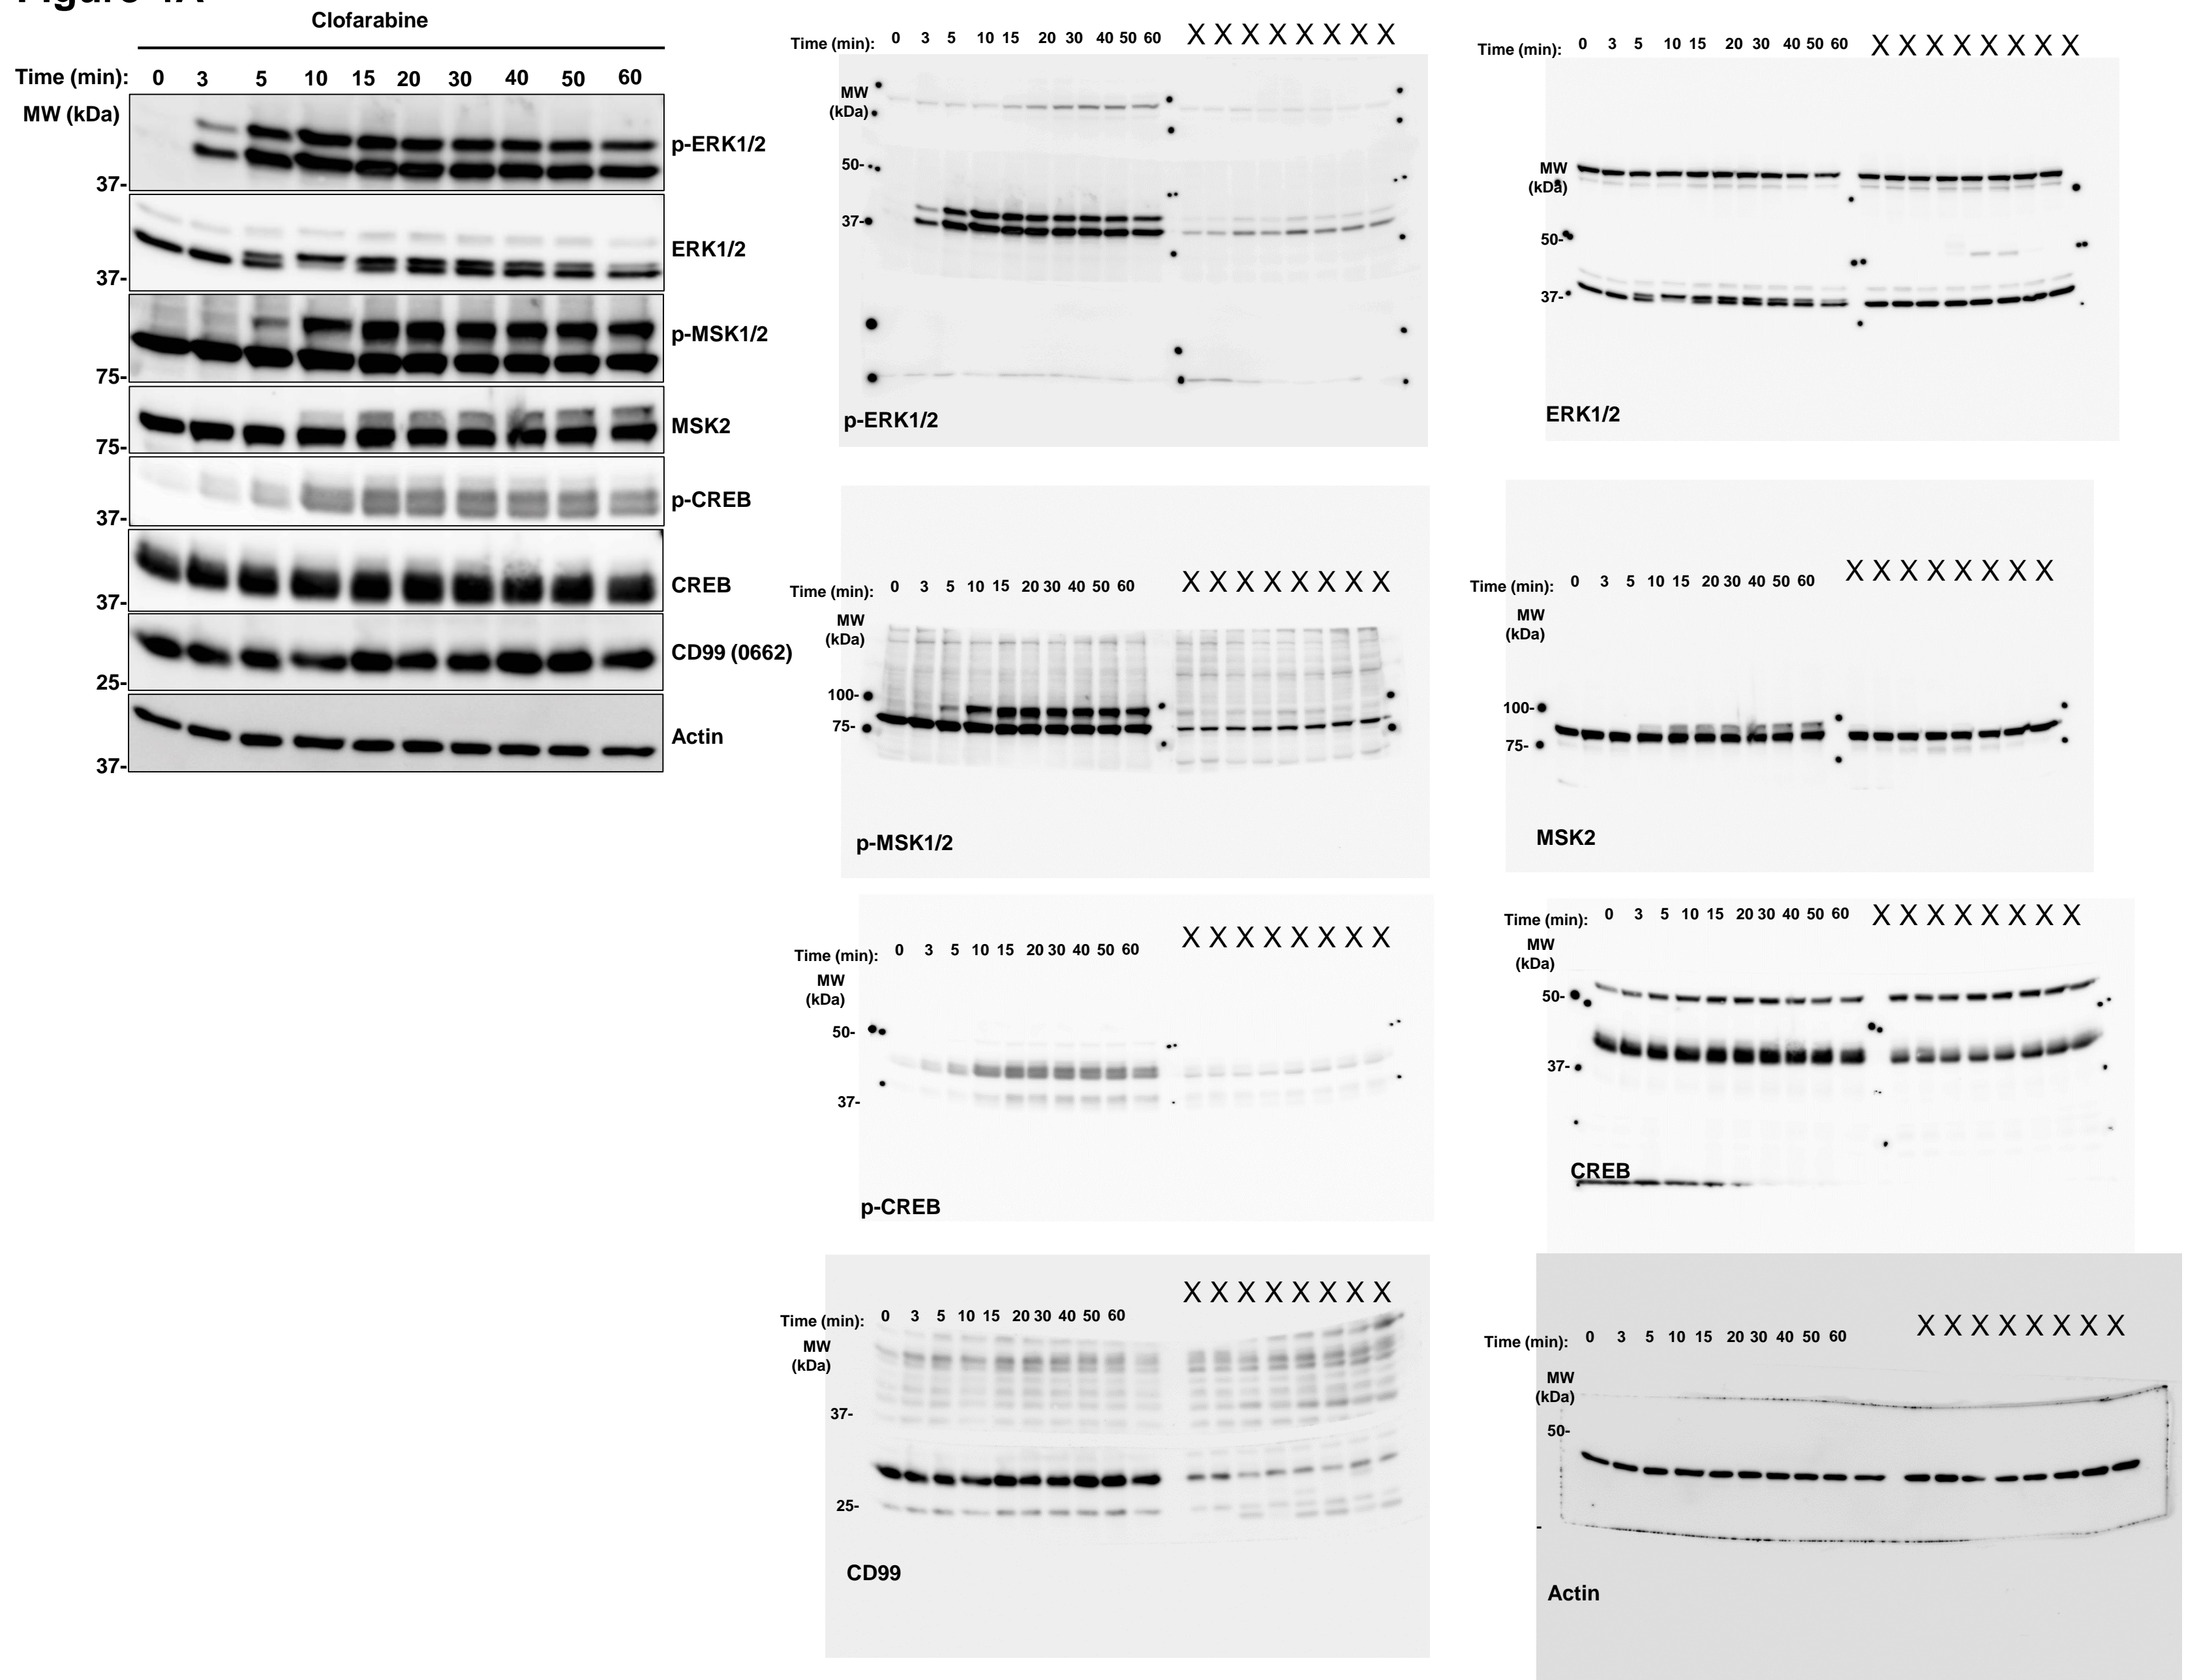 Clofarabine
Time (min): 0 3 5 10 15 20 30 40 50 60
MW (kDa)
p-ERK1/2
37-
ERK1/2
37-
p-MSK1/2
75-
MSK2
75-
p-CREB
37-
CREB
37-
CD99 (0662)
25-
Actin
37-
Time (min): 0 3 5 10 15 20 30 40 50 60 X X X X X X X X
MW
(kDa)
50-
37-
p-ERK1/2
Time (min): 0 3 5 10 15 20 30 40 50 60 X X X X X X X X
MW
(kDa)
50-
37-
ERK1/2
Time (min): 0 3 5 10 15 20 30 40 50 60 X X X X X X X X
MW
(kDa)
100-
75-
p-MSK1/2
Time (min): 0 3 5 10 15 20 30 40 50 60 X X X X X X X X
MW
(kDa)
100-
75-
MSK2
Time (min): 0 3 5 10 15 20 30 40 50 60 X X X X X X X X
MW
(kDa)
50-
37-
p-CREB
Time (min): 0 3 5 10 15 20 30 40 50 60 X X X X X X X X
MW
(kDa)
50-
37-
CREB
Time (min): 0 3 5 10 15 20 30 40 50 60 X X X X X X X X
MW
(kDa)
37-
25-
CD99
Time (min): 0 3 5 10 15 20 30 40 50 60 X X X X X X X X
MW
(kDa)
50-
-
Actin